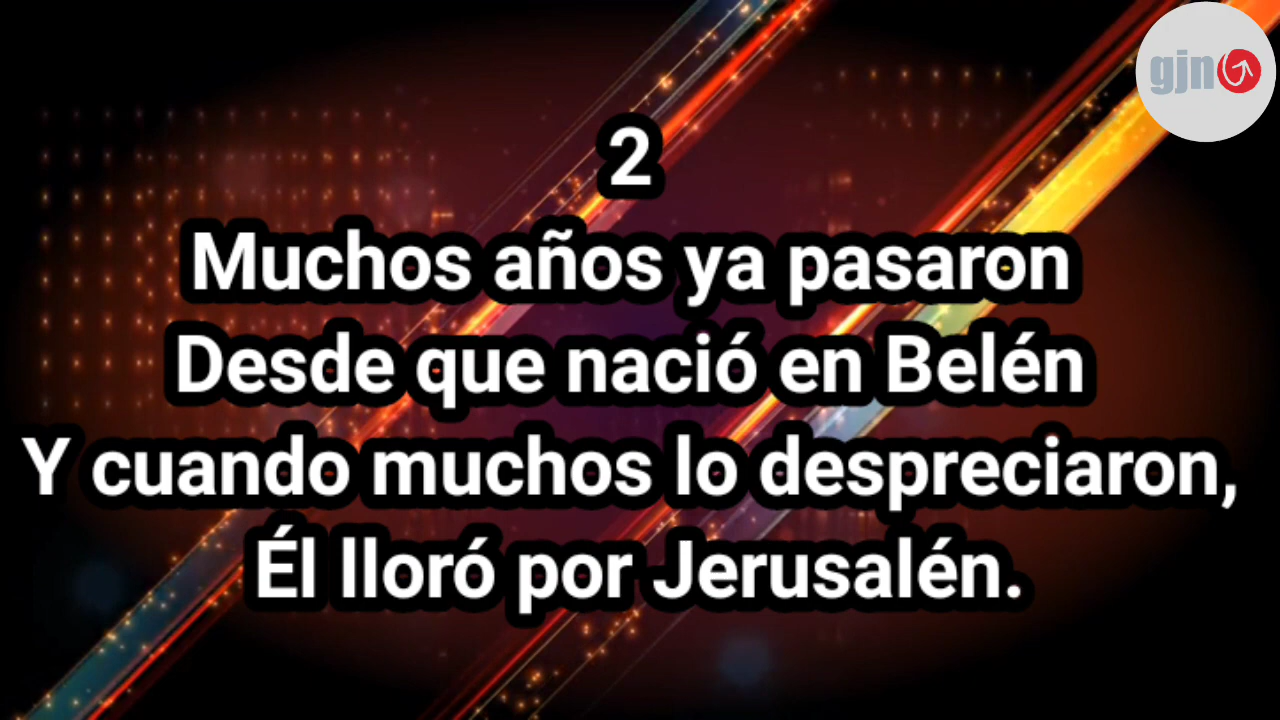 gjn
2
Muchos años ya pasaron
Desde que nació en Belén
Y cuando muchos lo despreciaron,
Él lloró por Jerusalén.